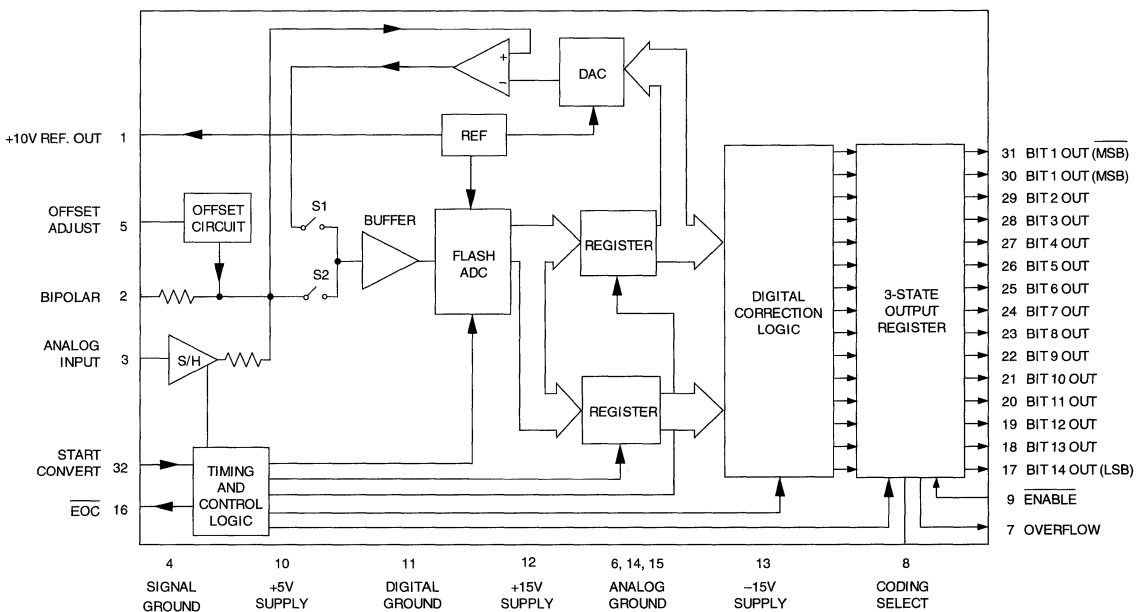 +
−
DAC
+10V REF. OUT 1
REF
31 BIT 1 OUT (M̅S̅B̅)
30 BIT 1 OUT (MSB)
29 BIT 2 OUT
28 BIT 3 OUT
27 BIT 4 OUT
26 BIT 5 OUT
25 BIT 6 OUT
24 BIT 7 OUT
23 BIT 8 OUT
22 BIT 9 OUT
21 BIT 10 OUT
20 BIT 11 OUT
19 BIT 12 OUT
18 BIT 13 OUT
17 BIT 14 OUT (LSB)
9 E̅N̅A̅B̅L̅E̅
7 OVERFLOW
OFFSET
ADJUST 5
OFFSET
CIRCUIT
S1
S2
BUFFER
FLASH
ADC
REGISTER
REGISTER
DIGITAL
CORRECTION
LOGIC
3-STATE
OUTPUT
REGISTER
BIPOLAR 2
ANALOG
INPUT 3
S/H
START
CONVERT 32
E̅O̅C̅ 16
TIMING
AND
CONTROL
LOGIC
4
SIGNAL
GROUND
10
+5V
SUPPLY
11
DIGITAL
GROUND
12
+15V
SUPPLY
6, 14, 15
ANALOG
GROUND
13
−15V
SUPPLY
8
CODING
SELECT